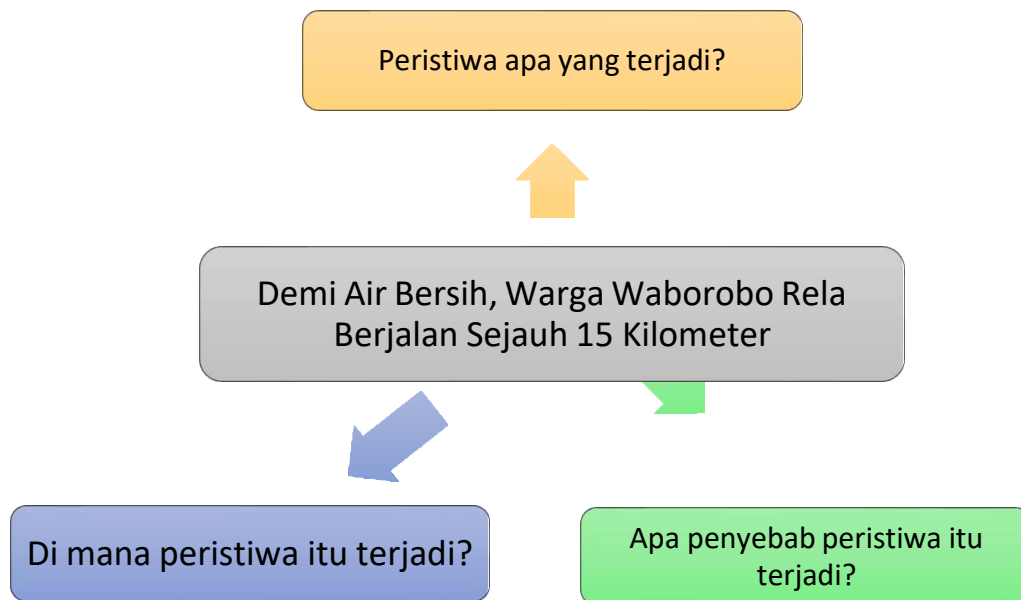 Peristiwa apa yang terjadi?
Demi Air Bersih, Warga Waborobo Rela
Berjalan Sejauh 15 Kilometer
Di mana peristiwa itu terjadi?
Apa penyebab peristiwa itu
terjadi?